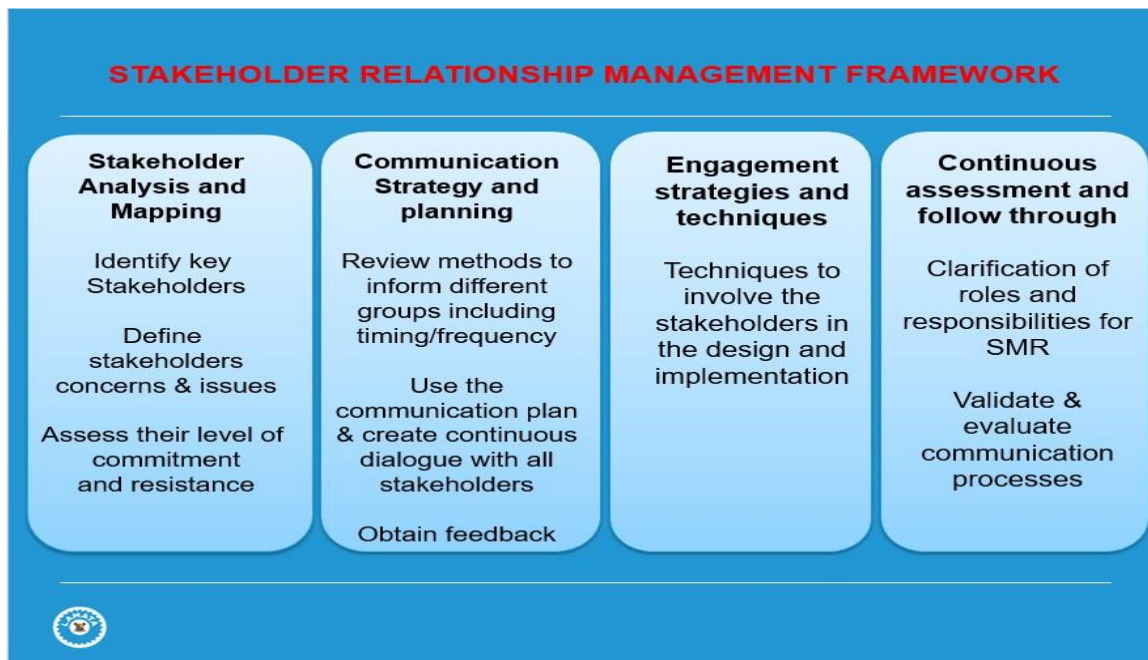 STAKEHOLDER RELATIONSHIP MANAGEMENT FRAMEWORK
Stakeholder
Analysis and
Mapping
Identify key
Stakeholders
Define
stakeholders
concerns & issues
Assess their level of
commitment
and resistance
Communication
Strategy and
planning
Review methods to
inform different
groups including
timing/frequency
Use the
communication plan
& create continuous
dialogue with all
stakeholders
Obtain feedback
Engagement
strategies and
techniques
Techniques to
involve the
stakeholders in
the design and
implementation
Continuous
assessment and
follow through
Clarification of
roles and
responsibilities for
SMR
Validate &
evaluate
communication
processes
LAMATA